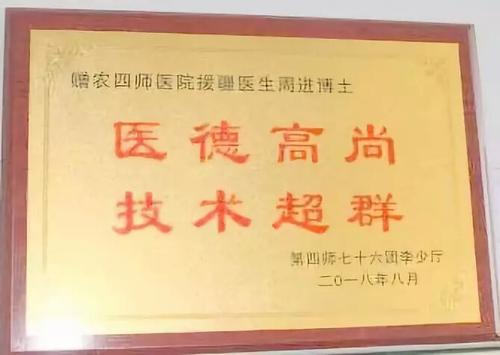 赠农四师医院援疆医生周进博士
医德高尚
技术超群
第四师七十六团李少厅
二〇一八年八月